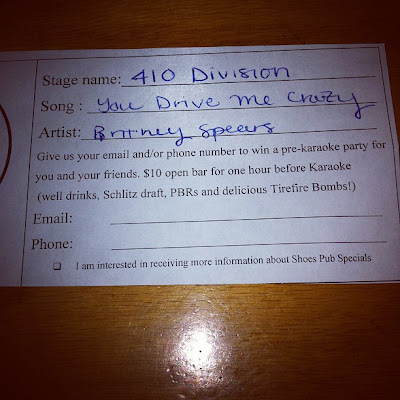 Stage name: 410 Division
Song : You Drive Me Crazy
Artist: Britney Spears
Give us your email and/or phone number to win a pre-karaoke party for
you and your friends. $10 open bar for one hour before Karaoke
(well drinks, Schlitz draft, PBRs and delicious Tirefire Bombs!)
Email:
Phone:
I am interested in receiving more information about Shoes Pub Specials